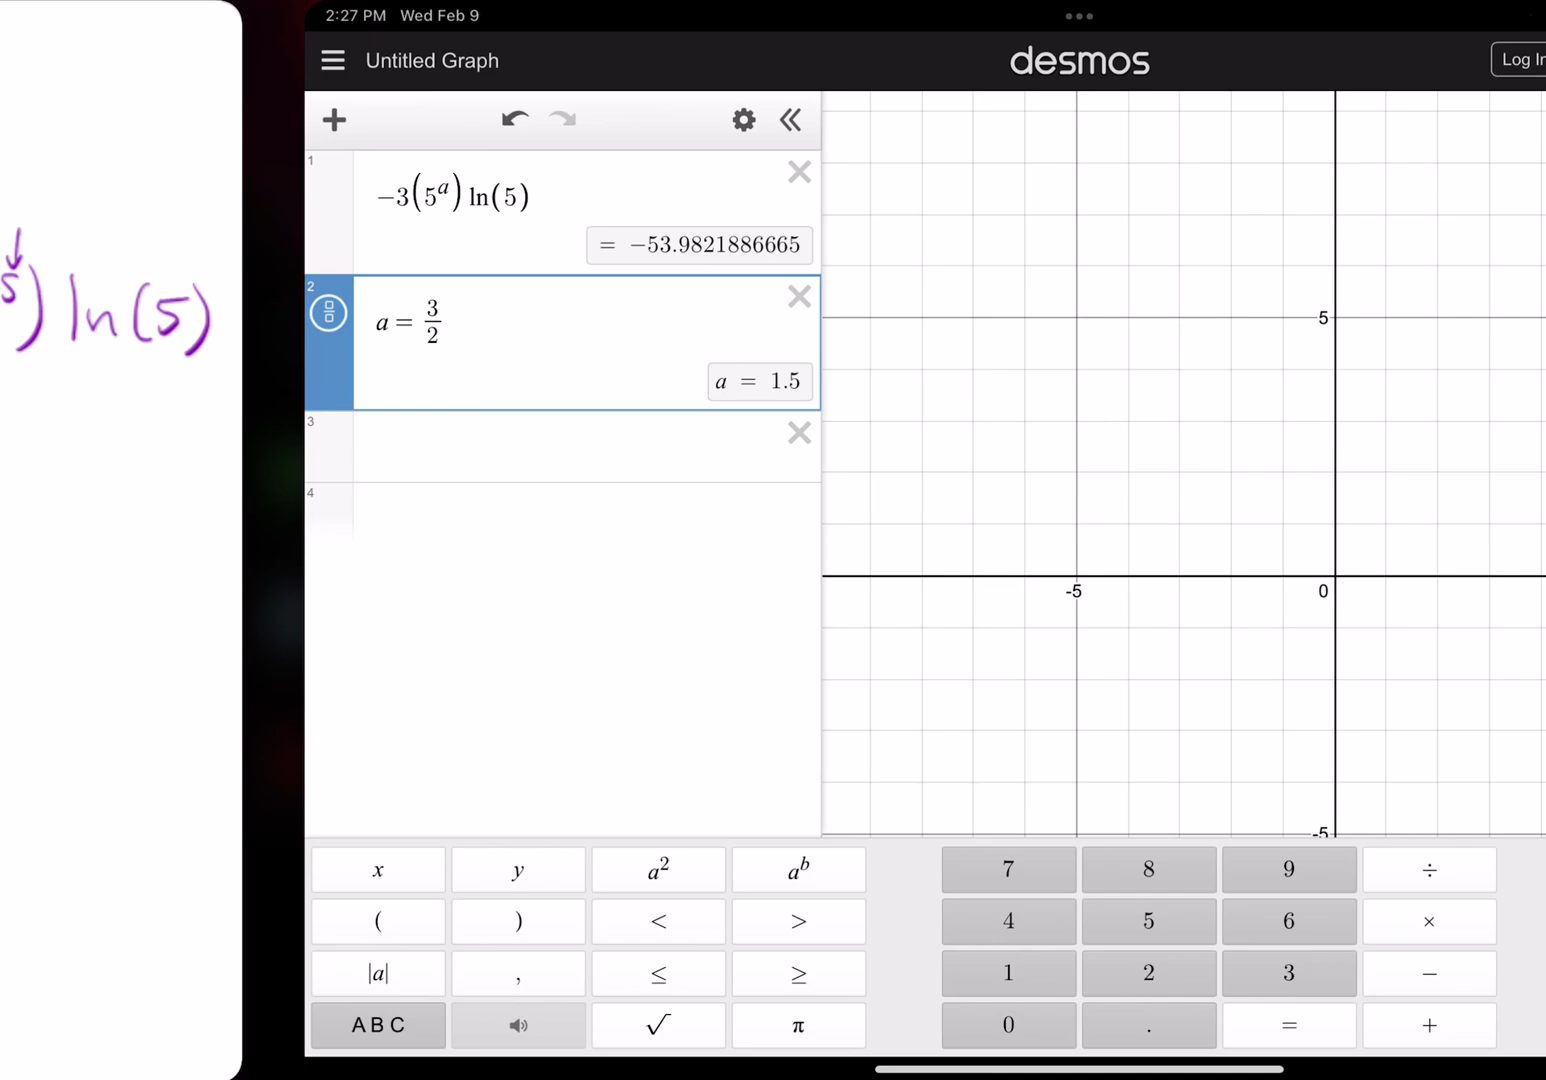 2:27 PM Wed Feb 9
Untitled Graph
desmos
Log In
1
−3(5^a) ln(5)
= −53.9821886665
2
a = 3/2
a = 1.5
3
4
5) ln(5)
5
-5
0
-5
x y a² a^b 7 8 9 ÷
( ) < > 4 5 6 ×
|a| , ≤ ≥ 1 2 3 −
A B C √ π 0 . = +